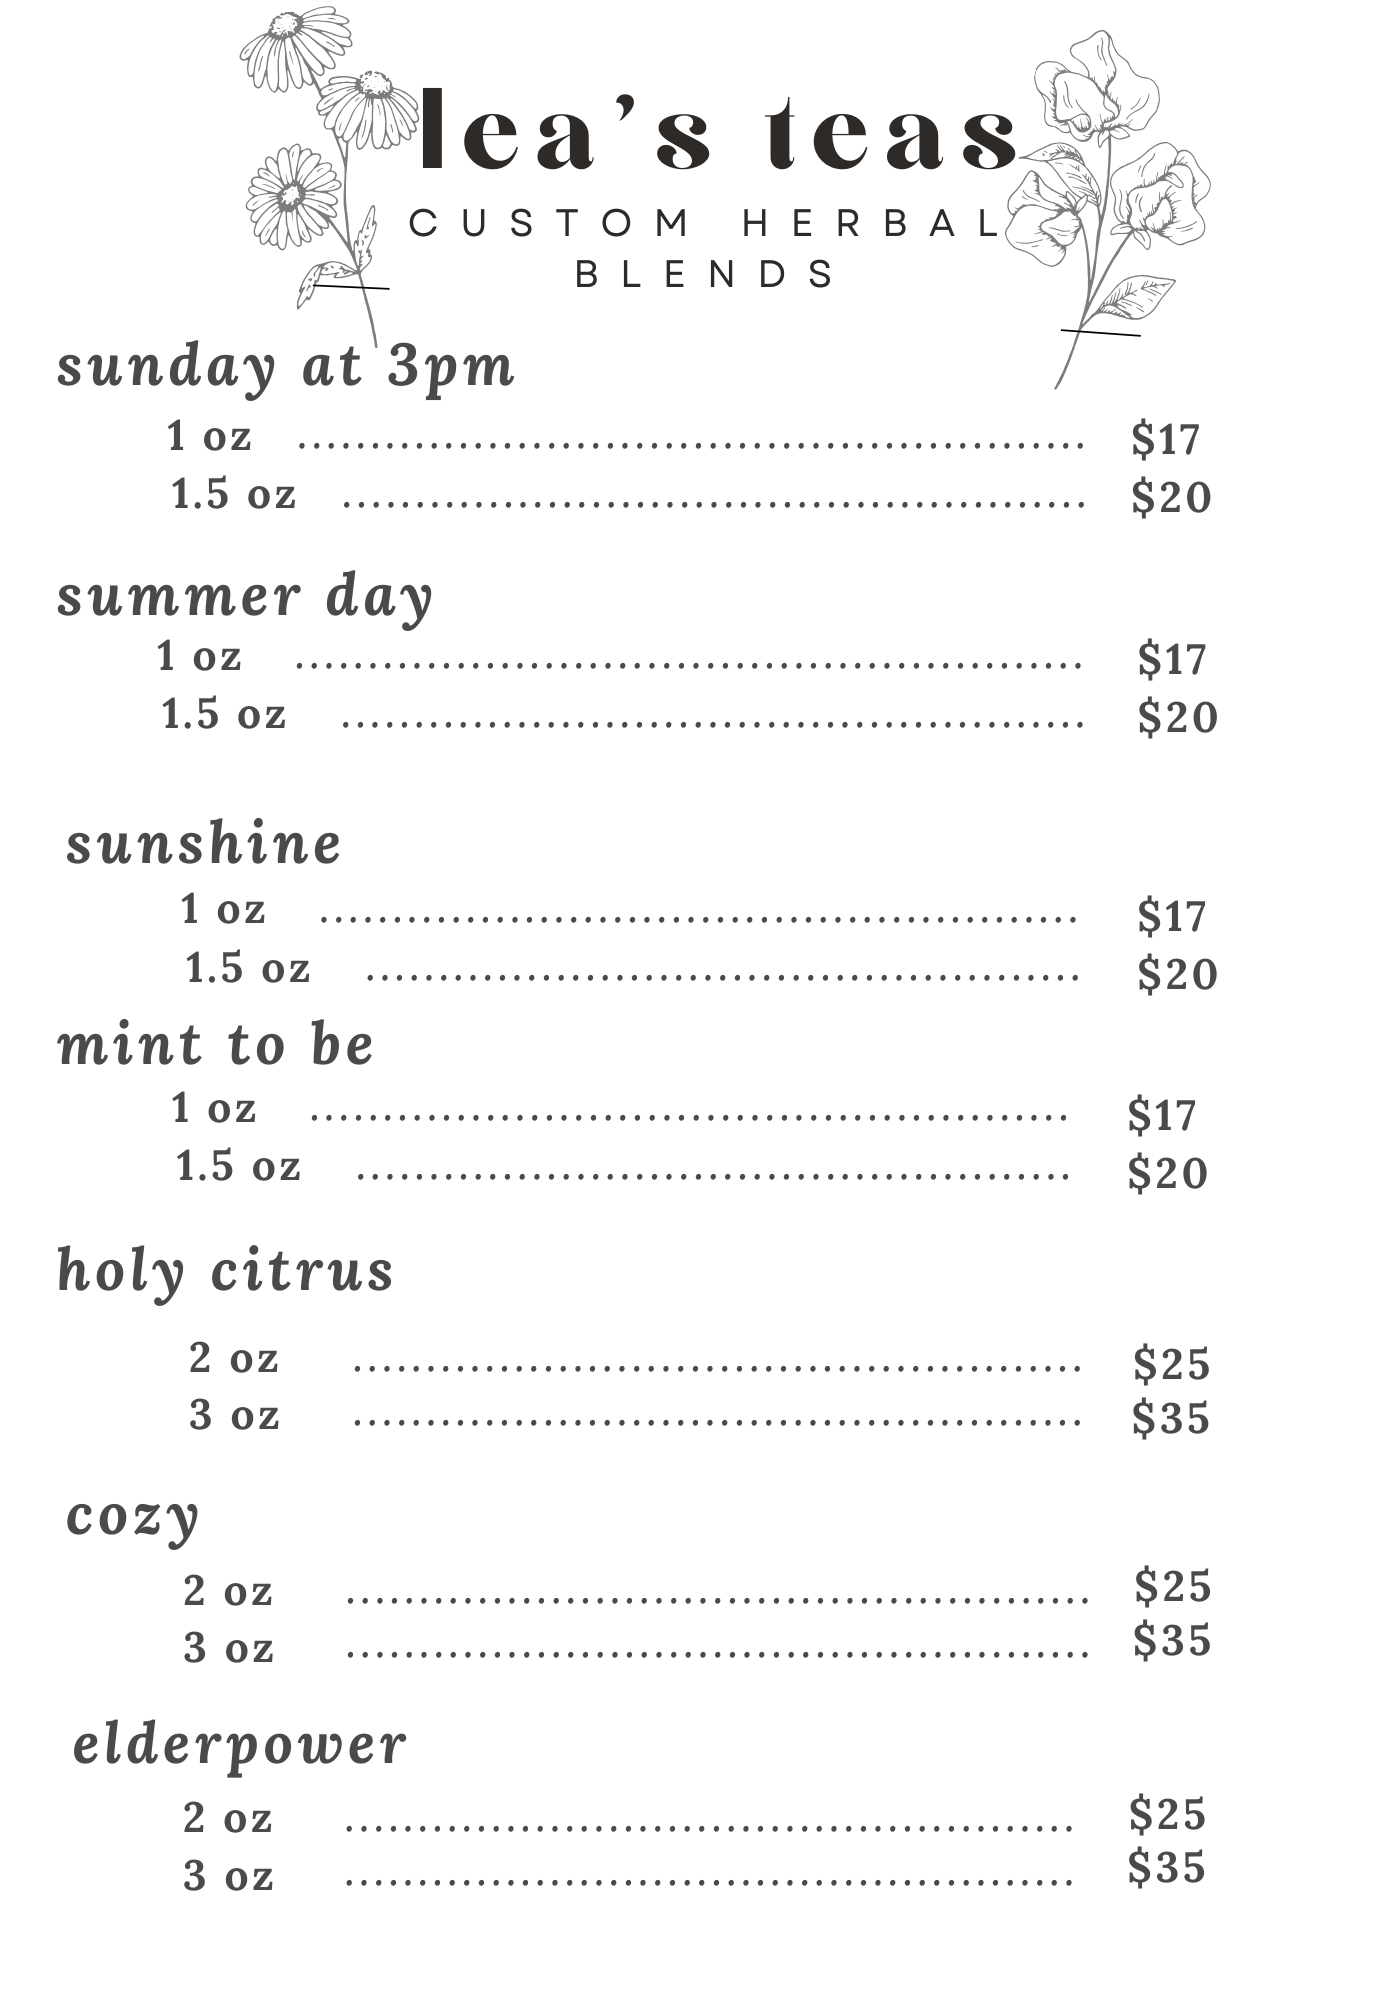 lea's teas
CUSTOM HERBAL
BLENDS
sunday at 3pm
1 oz ...................................................... $17
1.5 oz ................................................... $20
summer day
1 oz ...................................................... $17
1.5 oz ................................................... $20
sunshine
1 oz .................................................... $17
1.5 oz ................................................. $20
mint to be
1 oz .................................................... $17
1.5 oz ................................................. $20
holy citrus
2 oz .................................................. $25
3 oz .................................................. $35
cozy
2 oz ................................................... $25
3 oz ................................................... $35
elderpower
2 oz .................................................. $25
3 oz .................................................. $35